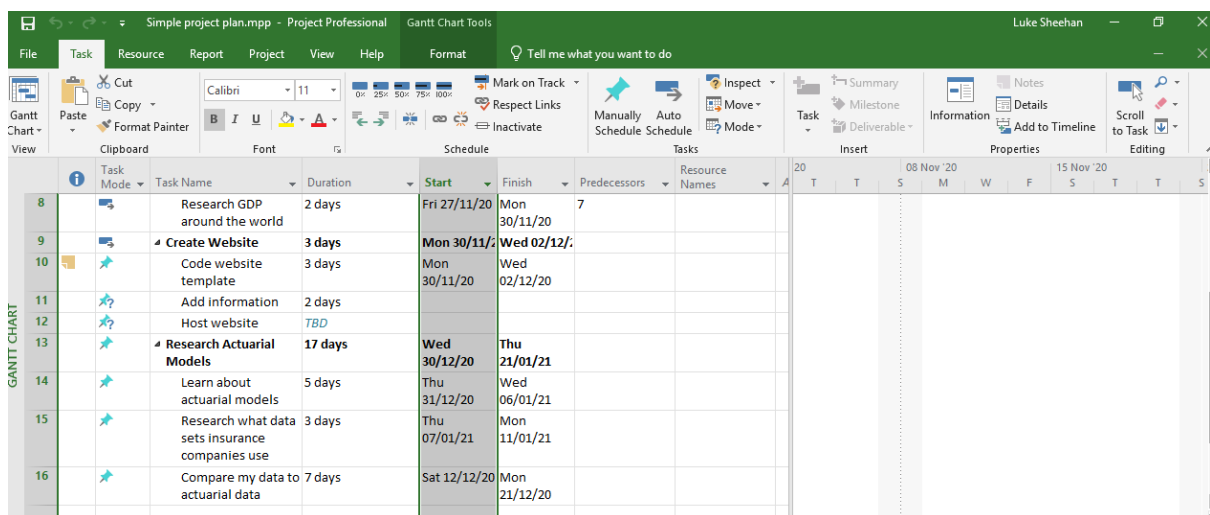 Simple project plan.mpp - Project Professional
Gantt Chart Tools
Luke Sheehan
File Task Resource Report Project View Help Format Tell me what you want to do
Gantt Chart
View
Paste
Cut
Copy
Format Painter
Clipboard
Calibri 11
B I U A
Font
0% 25% 50% 75% 100%
Mark on Track
Respect Links
Inactivate
Schedule
Manually Schedule
Auto Schedule
Inspect
Move
Mode
Tasks
Task
Summary
Milestone
Deliverable
Insert
Information
Notes
Details
Add to Timeline
Properties
Scroll to Task
Editing
Task Mode Task Name Duration Start Finish Predecessors Resource Names
20 08 Nov '20 15 Nov '20
T T S M W F S T T S
8 Research GDP around the world 2 days Fri 27/11/20 Mon 30/11/20 7
9 Create Website 3 days Mon 30/11/2 Wed 02/12/2
10 Code website template 3 days Mon 30/11/20 Wed 02/12/20
11 Add information 2 days
12 Host website TBD
13 Research Actuarial Models 17 days Wed 30/12/20 Thu 21/01/21
14 Learn about actuarial models 5 days Thu 31/12/20 Wed 06/01/21
15 Research what data sets insurance companies use 3 days Thu 07/01/21 Mon 11/01/21
16 Compare my data to actuarial data 7 days Sat 12/12/20 Mon 21/12/20
GANTT CHART